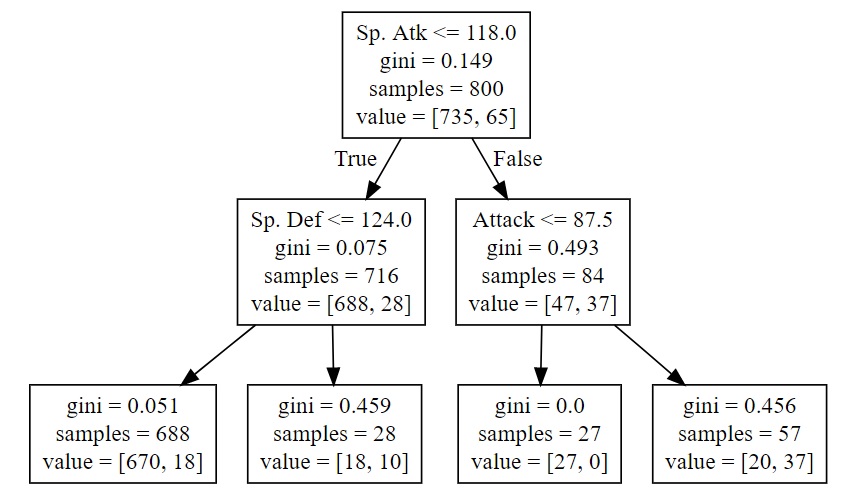 Sp. Atk <= 118.0
gini = 0.149
samples = 800
value = [735, 65]
True
False
Sp. Def <= 124.0
gini = 0.075
samples = 716
value = [688, 28]
Attack <= 87.5
gini = 0.493
samples = 84
value = [47, 37]
gini = 0.051
samples = 688
value = [670, 18]
gini = 0.459
samples = 28
value = [18, 10]
gini = 0.0
samples = 27
value = [27, 0]
gini = 0.456
samples = 57
value = [20, 37]